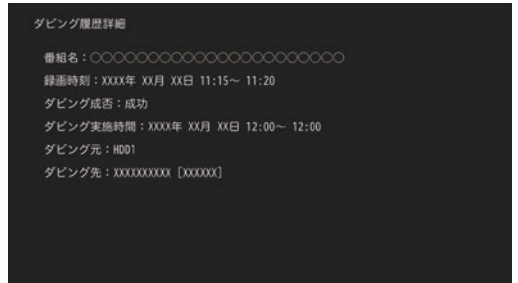 ダビング履歴詳細
番組名：○○○○○○○○○○○○○○○○○○○○○○
録画時刻：XXXX年 XX月 XX日 11:15～ 11:20
ダビング成否：成功
ダビング実施時間：XXXX年 XX月 XX日 12:00～ 12:00
ダビング元：HDD1
ダビング先：XXXXXXXXXX [XXXXXX]